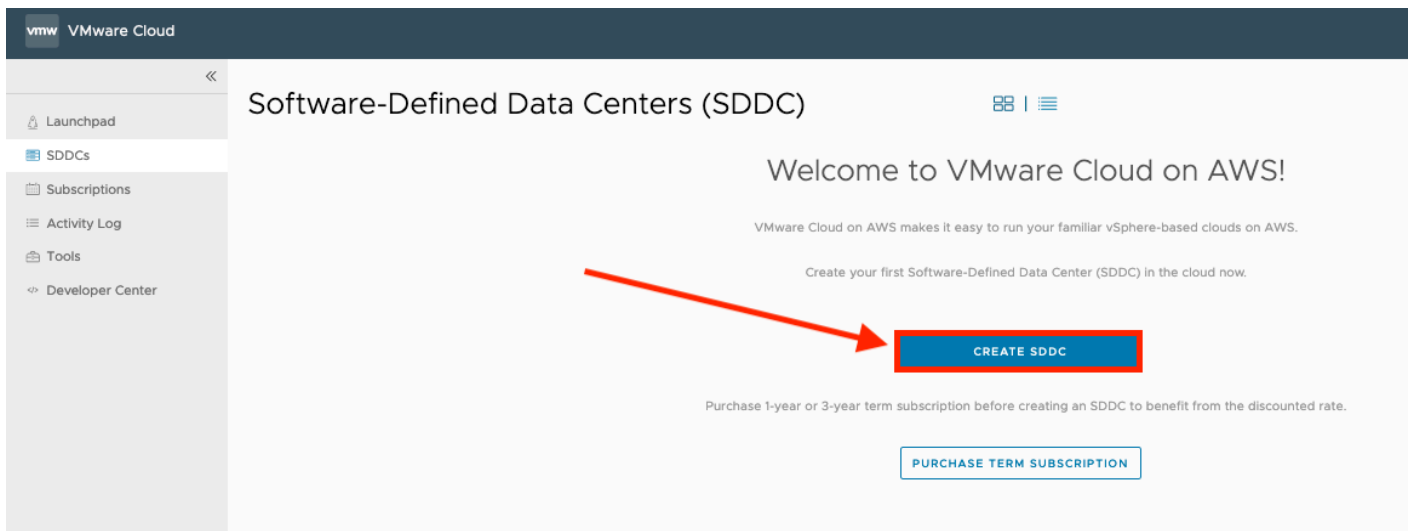 vmw VMware Cloud
Launchpad
SDDCs
Subscriptions
Activity Log
Tools
Developer Center
Software-Defined Data Centers (SDDC)
Welcome to VMware Cloud on AWS!
VMware Cloud on AWS makes it easy to run your familiar vSphere-based clouds on AWS.
Create your first Software-Defined Data Center (SDDC) in the cloud now.
CREATE SDDC
Purchase 1-year or 3-year term subscription before creating an SDDC to benefit from the discounted rate.
PURCHASE TERM SUBSCRIPTION